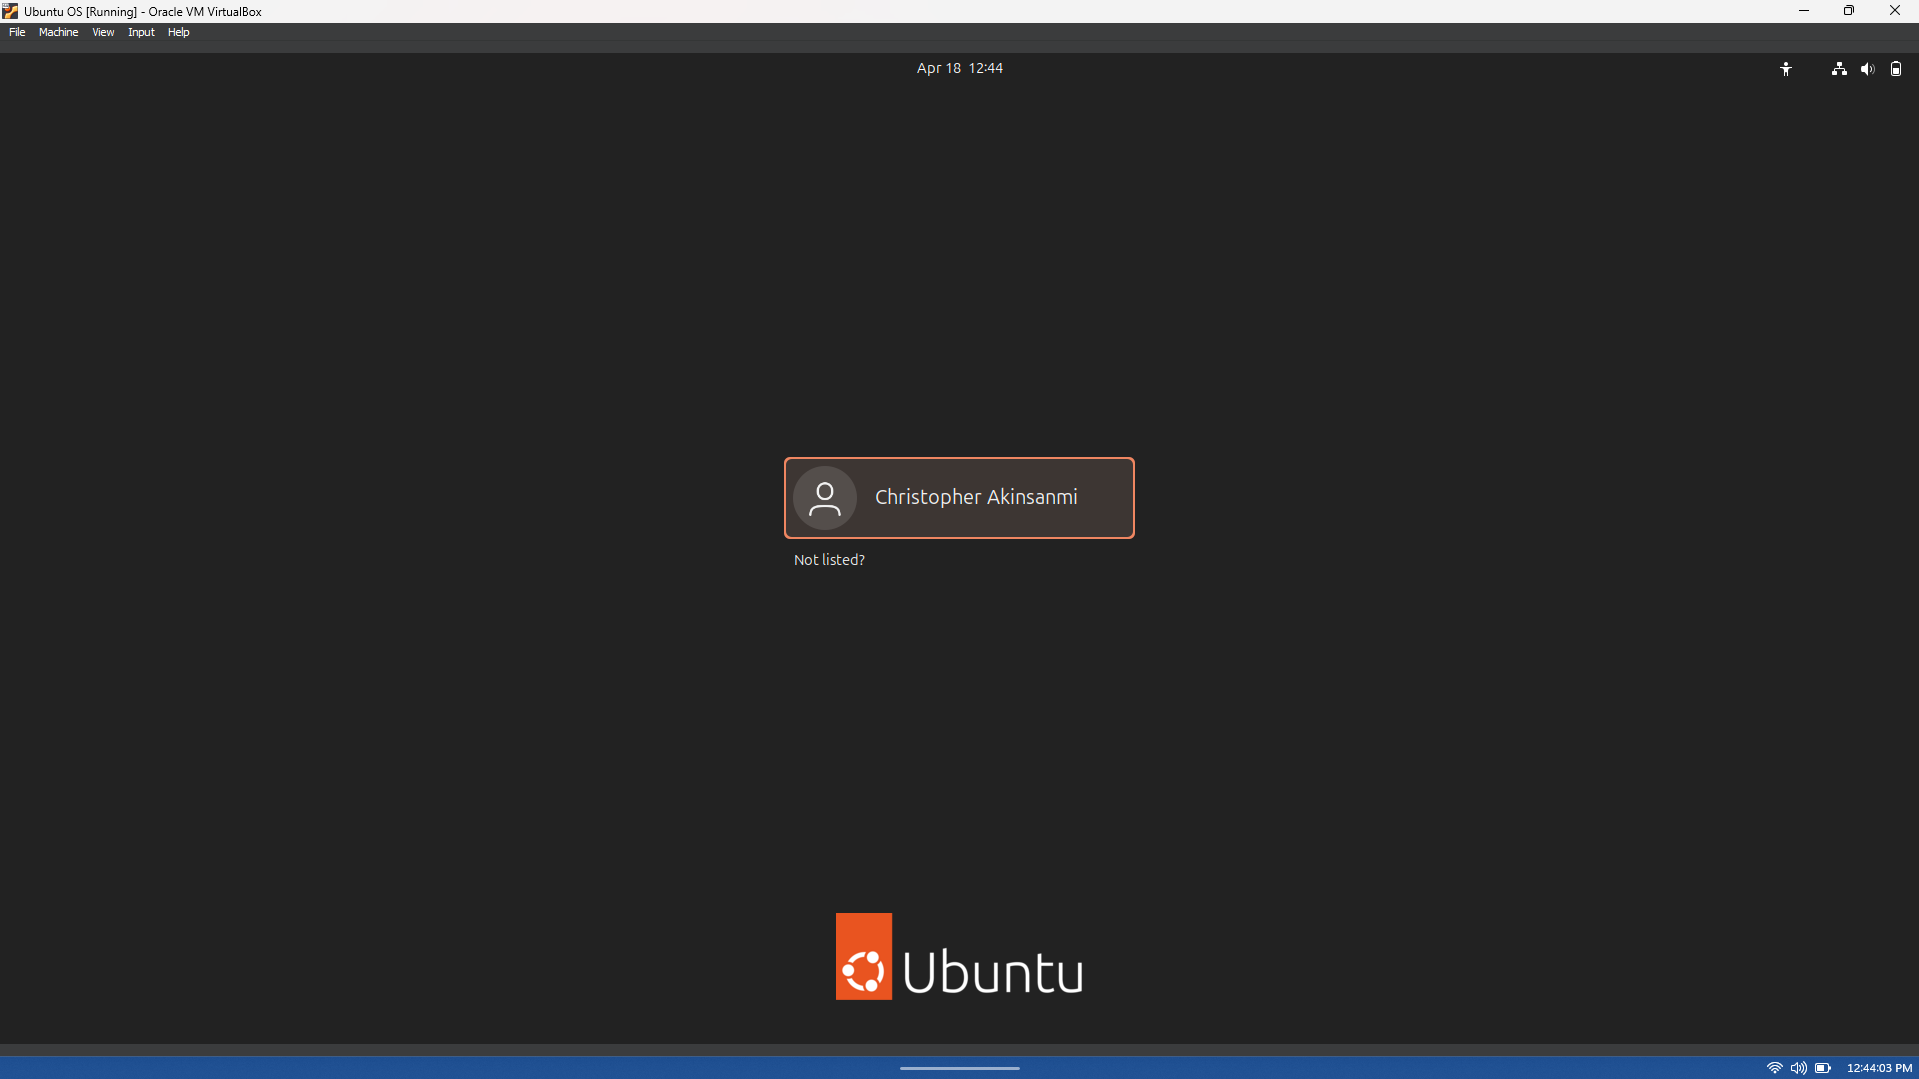 Ubuntu OS [Running] - Oracle VM VirtualBox
File Machine View Input Help
Apr 18 12:44
Christopher Akinsanmi
Not listed?
Ubuntu
12:44:03 PM